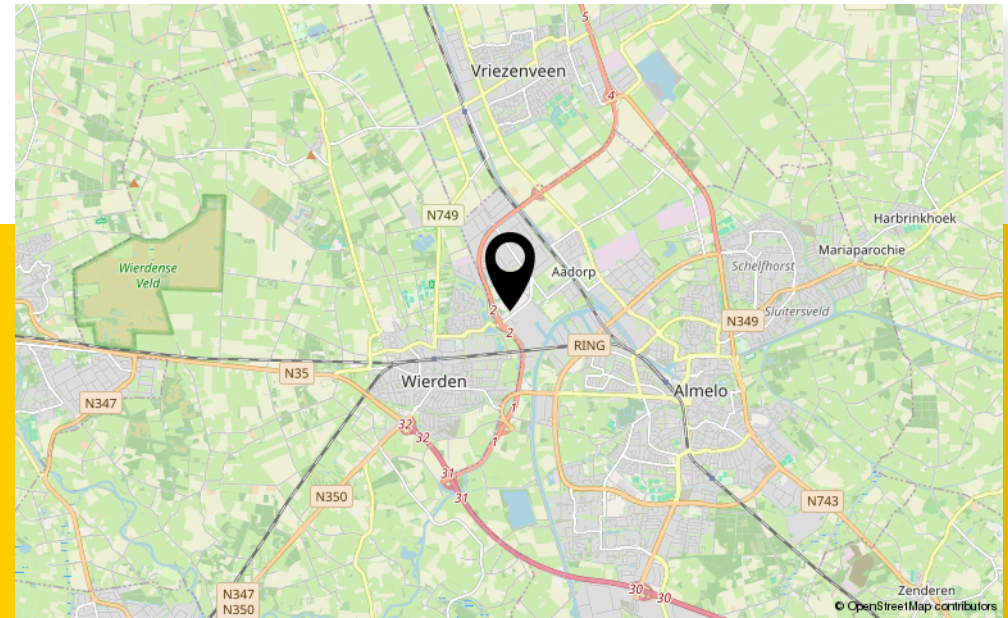 5
Vriezenveen
4
N749
Harbrinkhoek
Mariaparochie
Wierdense
Veld
Aadorp
Schelfhorst
Sluitersveld
2
2
N349
RING
N35
Wierden
Almelo
N347
1
32
32
1
31
31
N350
N743
30
30
N347
N350
Zenderen
© OpenStreetMap contributors